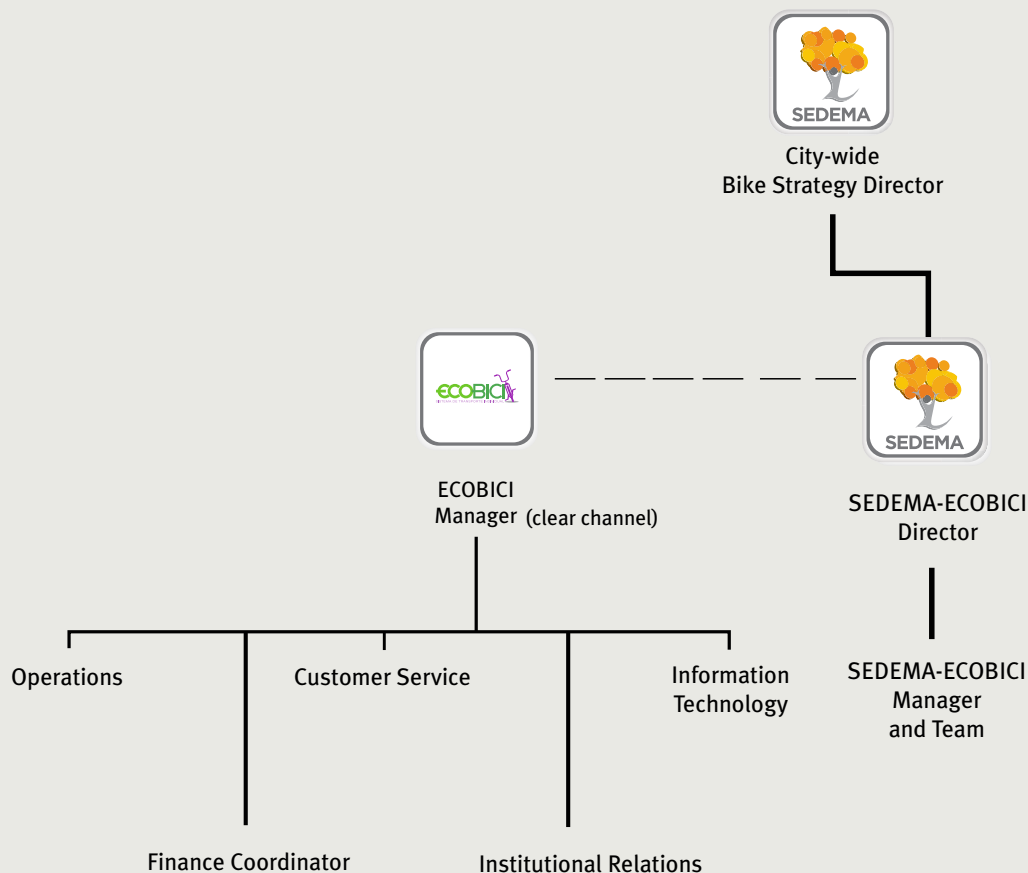 SEDEMA
City-wide
Bike Strategy Director
ECOBICI
SEDEMA
ECOBICI
Manager (clear channel)
SEDEMA-ECOBICI
Director
Operations
Customer Service
Information
Technology
SEDEMA-ECOBICI
Manager
and Team
Finance Coordinator
Institutional Relations